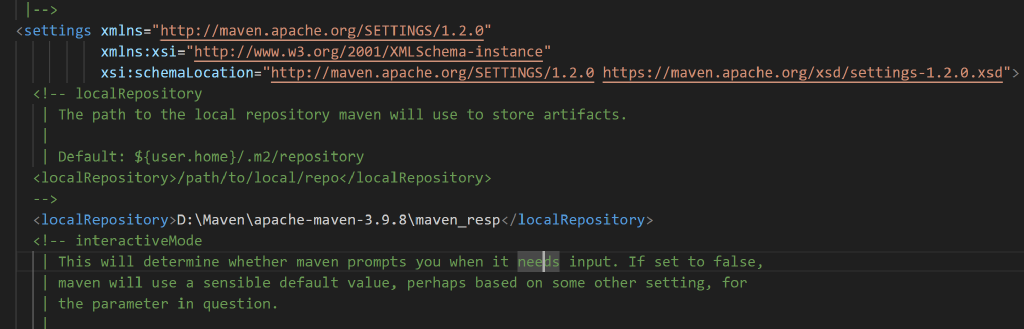 |-->
<settings xmlns="http://maven.apache.org/SETTINGS/1.2.0"
xmlns:xsi="http://www.w3.org/2001/XMLSchema-instance"
xsi:schemaLocation="http://maven.apache.org/SETTINGS/1.2.0 https://maven.apache.org/xsd/settings-1.2.0.xsd">
<!-- localRepository
| The path to the local repository maven will use to store artifacts.
|
| Default: ${user.home}/.m2/repository
<localRepository>/path/to/local/repo</localRepository>
-->
<localRepository>D:\Maven\apache-maven-3.9.8\maven_resp</localRepository>
<!-- interactiveMode
| This will determine whether maven prompts you when it needs input. If set to false,
| maven will use a sensible default value, perhaps based on some other setting, for
| the parameter in question.
|